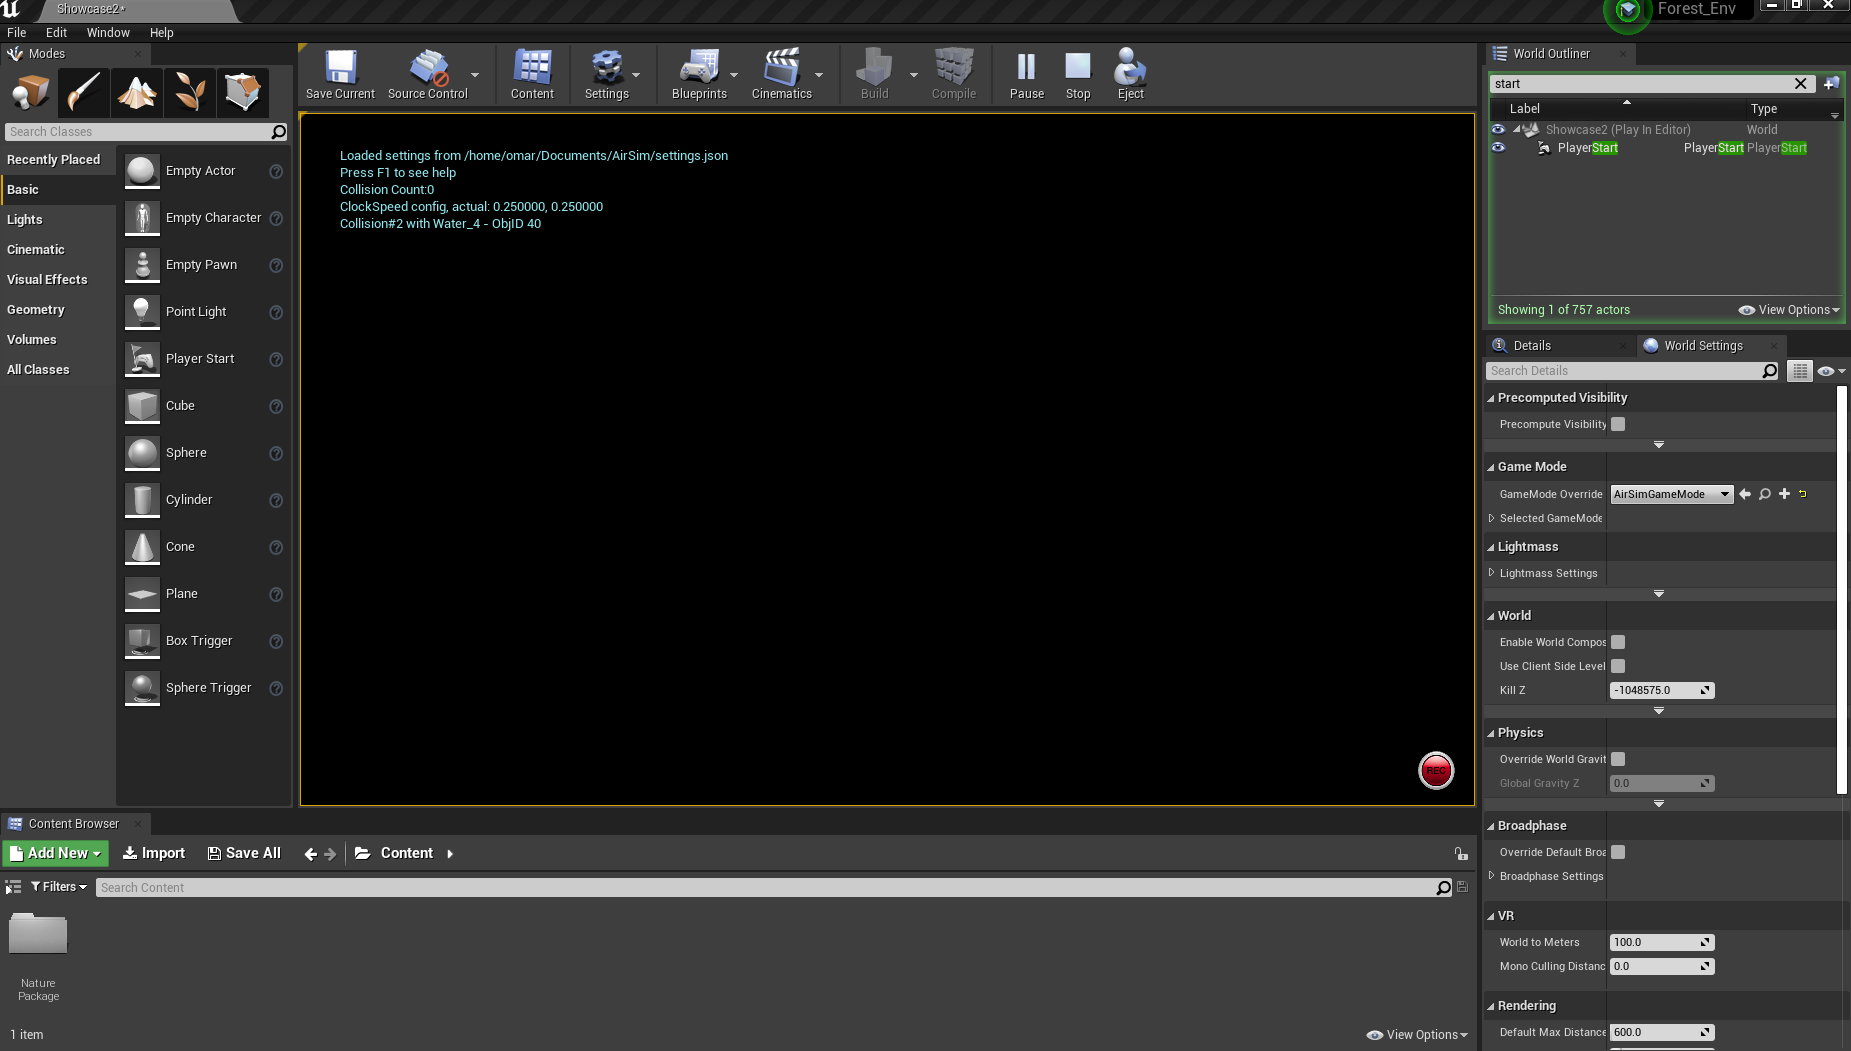 Showcase2*
Forest_Env
File Edit Window Help
Modes
Search Classes
Recently Placed
Basic
Lights
Cinematic
Visual Effects
Geometry
Volumes
All Classes
Empty Actor
Empty Character
Empty Pawn
Point Light
Player Start
Cube
Sphere
Cylinder
Cone
Plane
Box Trigger
Sphere Trigger
Save Current
Source Control
Content
Settings
Blueprints
Cinematics
Build
Compile
Pause
Stop
Eject
Loaded settings from /home/omar/Documents/AirSim/settings.json
Press F1 to see help
Collision Count:0
ClockSpeed config, actual: 0.250000, 0.250000
Collision#2 with Water_4 - ObjID 40
REC
World Outliner
start
Label Type
Showcase2 (Play In Editor) World
PlayerStart PlayerStart PlayerStart
Showing 1 of 757 actors View Options
Details World Settings
Search Details
Precomputed Visibility
Precompute Visibility
Game Mode
GameMode Override AirSimGameMode
Selected GameMode
Lightmass
Lightmass Settings
World
Enable World Compos
Use Client Side Level
Kill Z -1048575.0
Physics
Override World Gravit
Global Gravity Z 0.0
Broadphase
Override Default Broa
Broadphase Settings
VR
World to Meters 100.0
Mono Culling Distanc 0.0
Rendering
Default Max Distance 600.0
Content Browser
Add New Import Save All Content
Filters Search Content
Nature
Package
1 item View Options